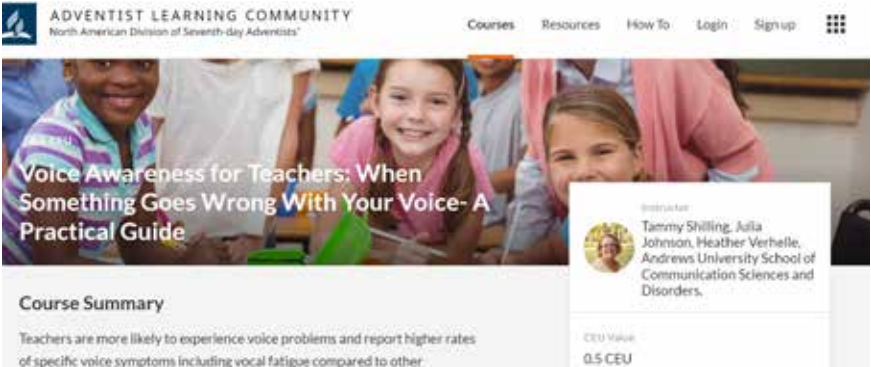 ADVENTIST LEARNING COMMUNITY
North American Division of Seventh-day Adventists®
Courses
Resources
How To
Login
Sign up
0.5 CEU
Voice Awareness for Teachers: When
Something Goes Wrong With Your Voice- A
Practical Guide
Instructor
Tammy Shilling, Julia
Johnson, Heather Verhelle,
Andrews University School of
Communication Sciences and
Disorders,
Course Summary
Teachers are more likely to experience voice problems and report higher rates
of specific voice symptoms including vocal fatigue compared to other
CEU Value
0.5 CEU